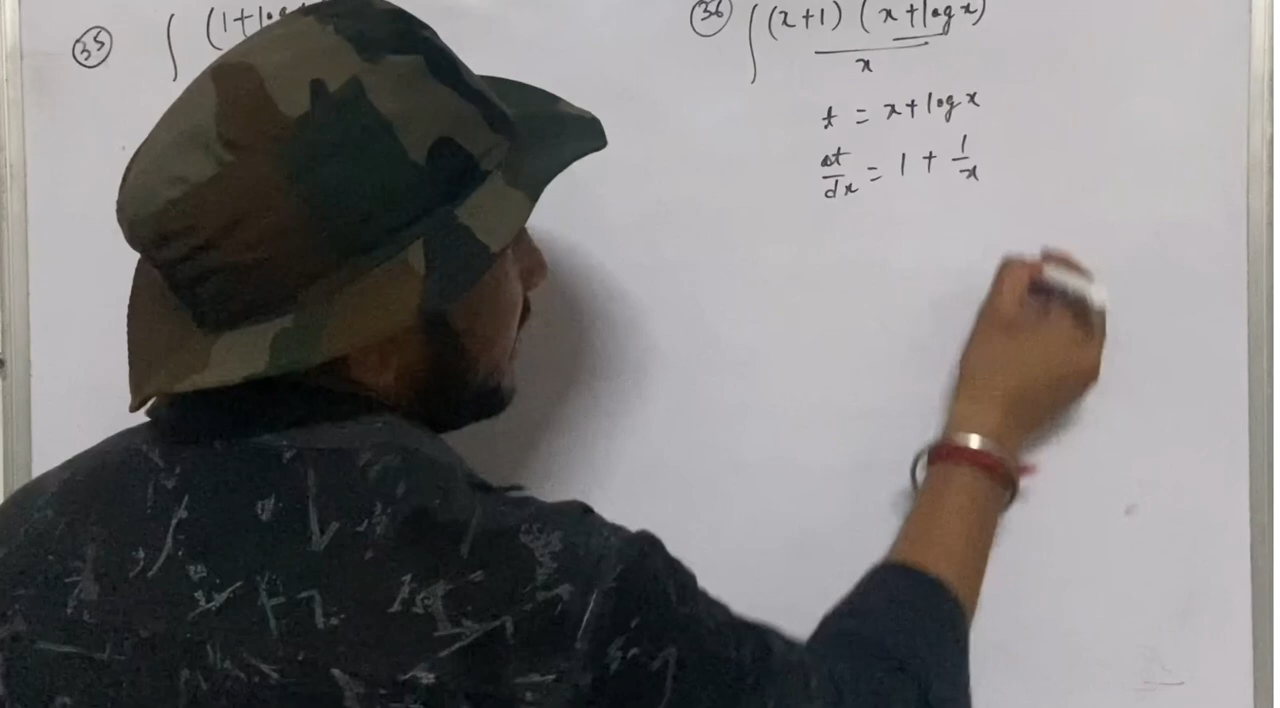 (35) ∫ (1+log
(36) ∫ (x+1) (x+log x)
x
t = x+log x
dt/dx = 1 + 1/x